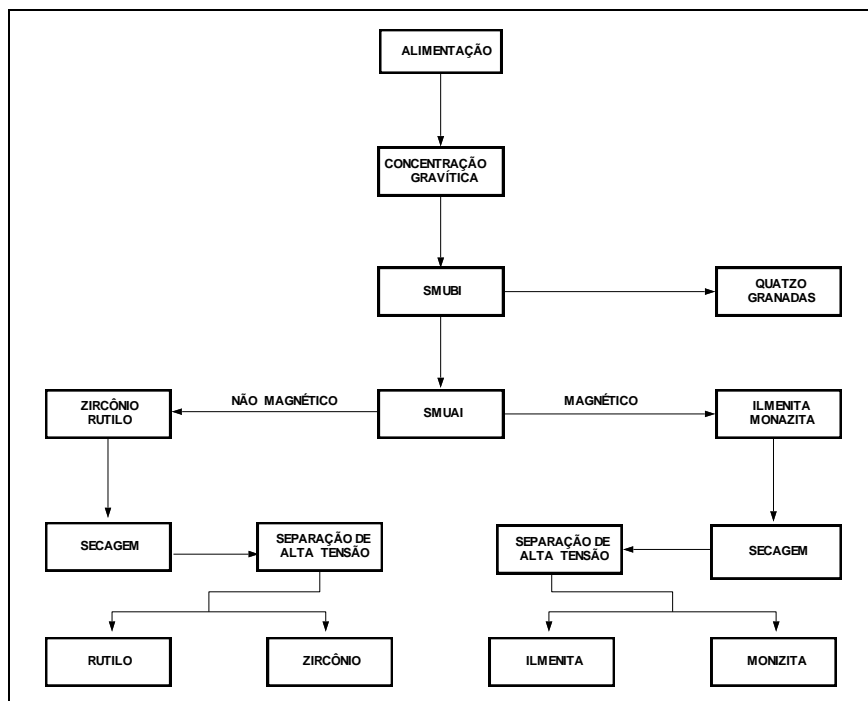 ALIMENTAÇÃO
CONCENTRAÇÃO
GRAVÍTICA
SMUBI
QUATZO
GRANADAS
ZIRCÔNIO
RUTILO
NÃO MAGNÉTICO
SMUAI
MAGNÉTICO
ILMENITA
MONAZITA
SECAGEM
SEPARAÇÃO DE
ALTA TENSÃO
SEPARAÇÃO DE
ALTA TENSÃO
SECAGEM
RUTILO
ZIRCÔNIO
ILMENITA
MONIZITA